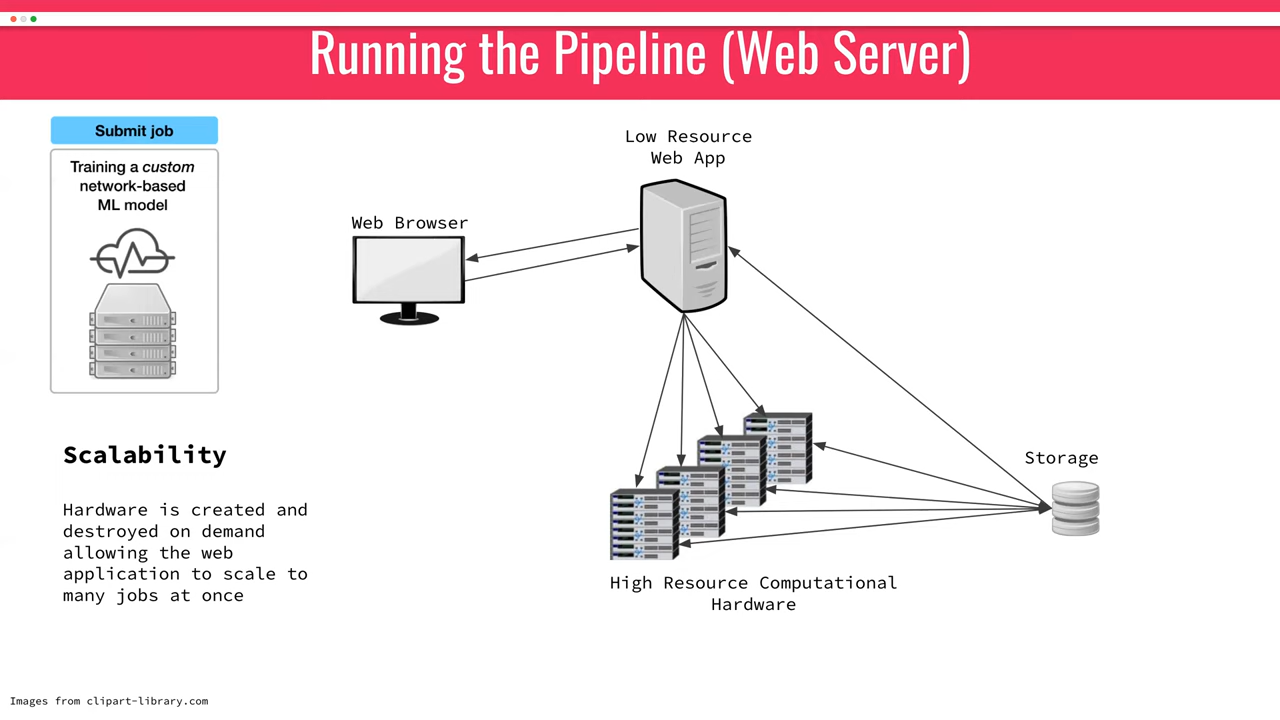 Running the Pipeline (Web Server)
Submit job
Training a custom
network-based
ML model
Low Resource
Web App
Web Browser
Scalability
Hardware is created and
destroyed on demand
allowing the web
application to scale to
many jobs at once
Storage
High Resource Computational
Hardware
Images from clipart-library.com